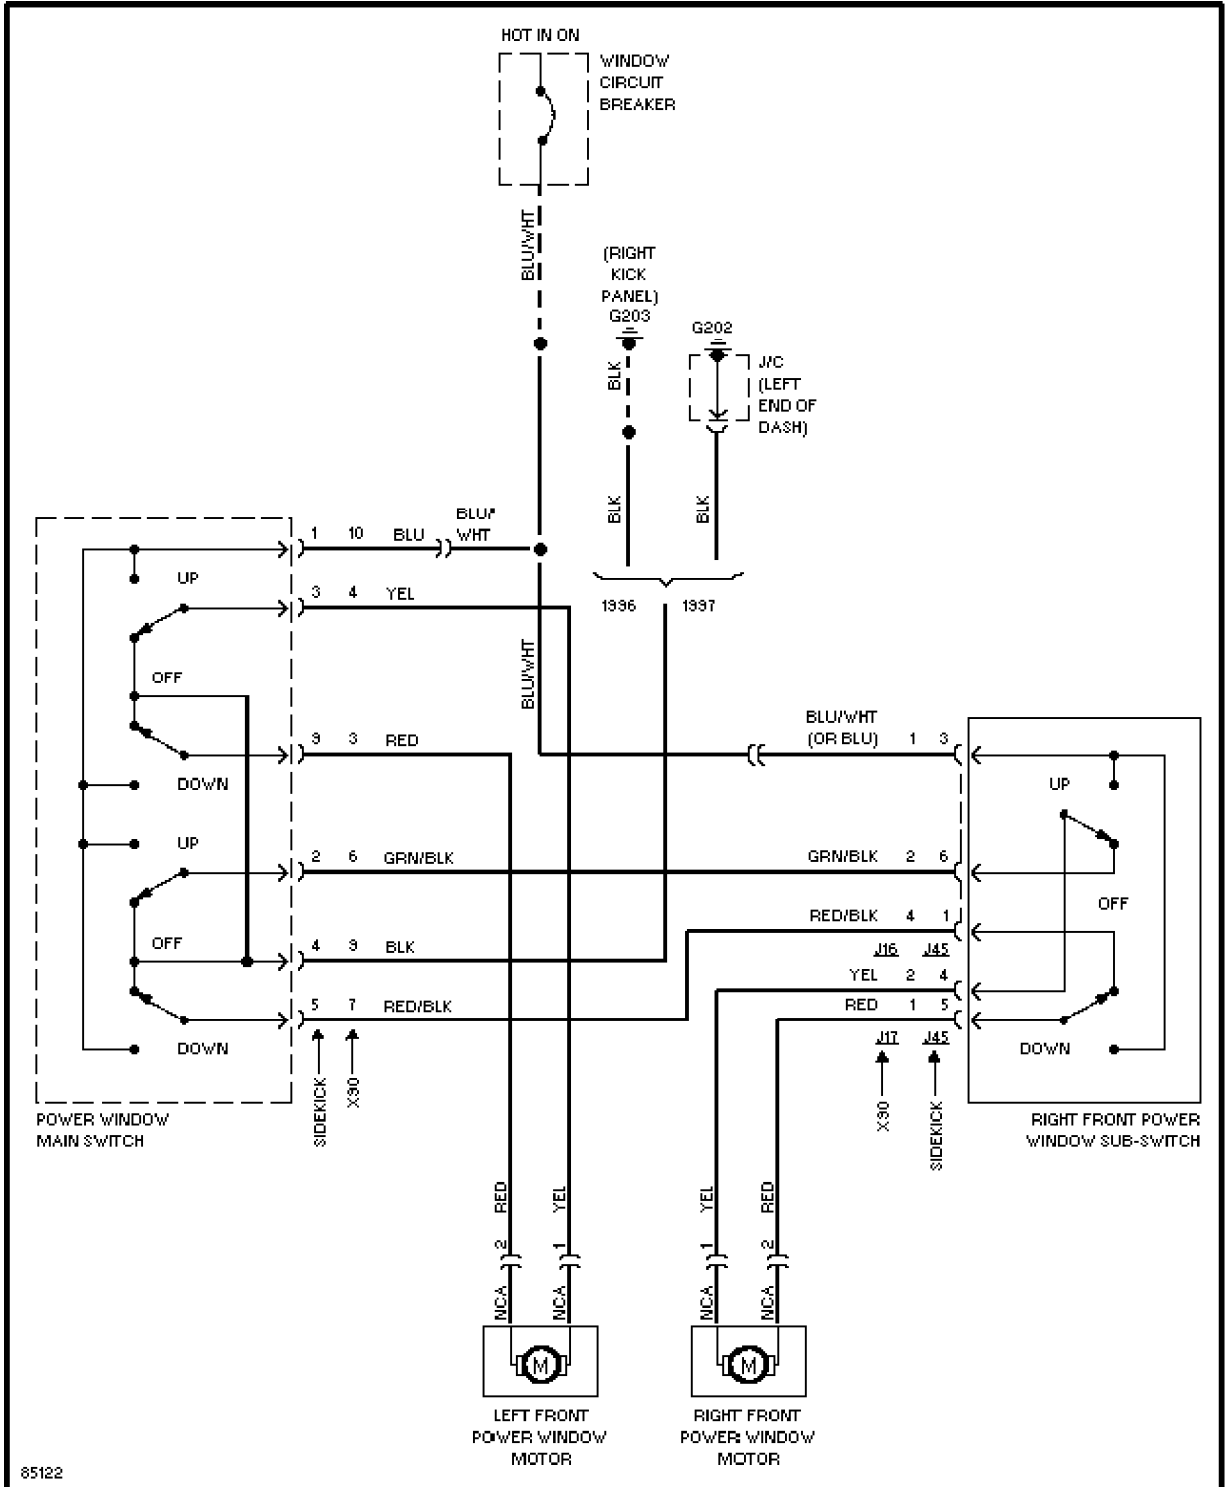 HOT IN ON
WINDOW
CIRCUIT
BREAKER
BLU/WHT
(RIGHT
KICK
PANEL)
G203
G202
BLK
J/C
(LEFT
END OF
DASH)
BLK
BLK
1996 1997
1 10 BLU
BLU/
WHT
UP
3 4 YEL
OFF
BLU/WHT
9 3 RED
DOWN
UP
2 6 GRN/BLK
OFF
4 9 BLK
5 7 RED/BLK
DOWN
SIDEKICK
X90
POWER WINDOW
MAIN SWITCH
BLU/WHT
(OR BLU) 1 3
UP
GRN/BLK 2 6
OFF
RED/BLK 4 1
J16 J45
YEL 2 4
RED 1 5
J17 J45
DOWN
X90
SIDEKICK
RIGHT FRONT POWER
WINDOW SUB-SWITCH
RED
YEL
YEL
RED
2
1
1
2
NCA
NCA
NCA
NCA
M
M
LEFT FRONT
POWER WINDOW
MOTOR
RIGHT FRONT
POWER WINDOW
MOTOR
85122